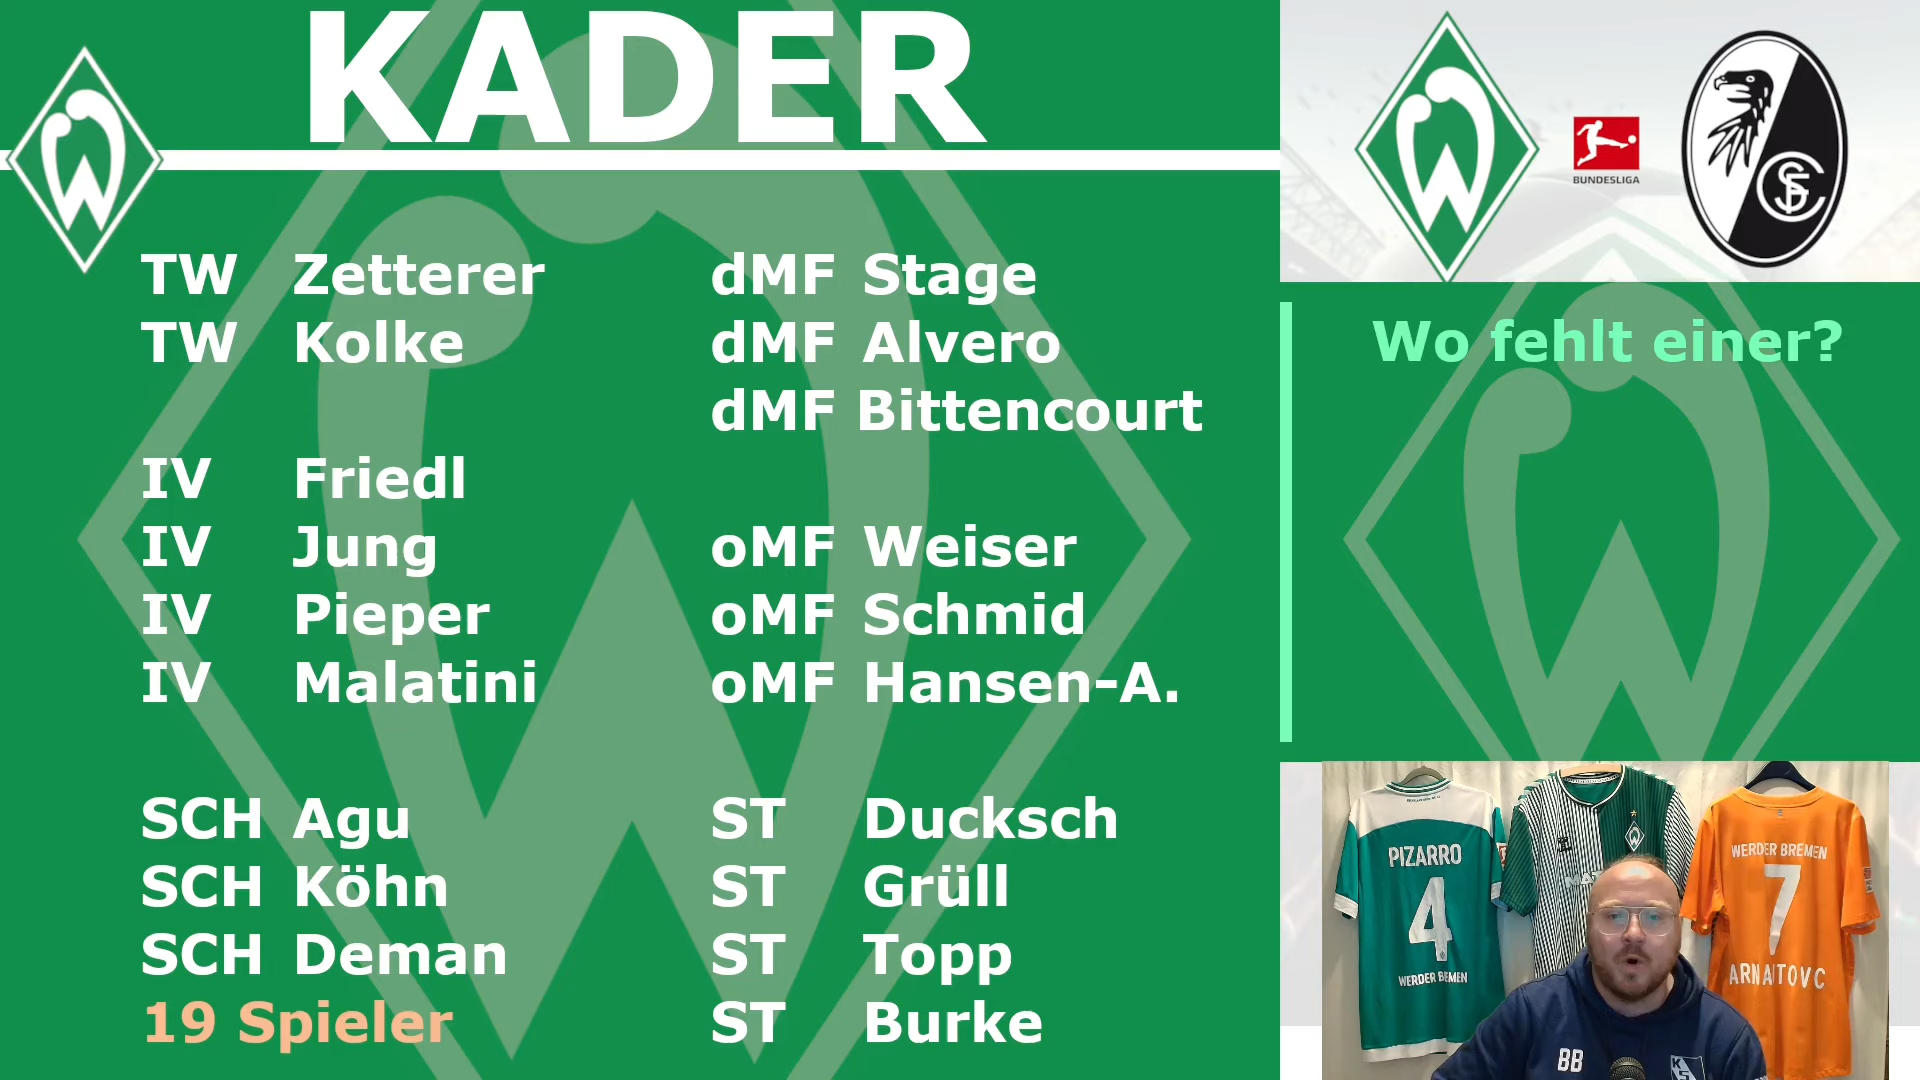 KADER
TW Zetterer
TW Kolke
IV Friedl
IV Jung
IV Pieper
IV Malatini
SCH Agu
SCH Köhn
SCH Deman
19 Spieler
dMF Stage
dMF Alvero
dMF Bittencourt
oMF Weiser
oMF Schmid
oMF Hansen-A.
ST Ducksch
ST Grüll
ST Topp
ST Burke
BUNDESLIGA
SCF
Wo fehlt einer?
PIZARRO
4
WERDER BREMEN
WERDER BREMEN
7
ARNAUTOVIC
BB